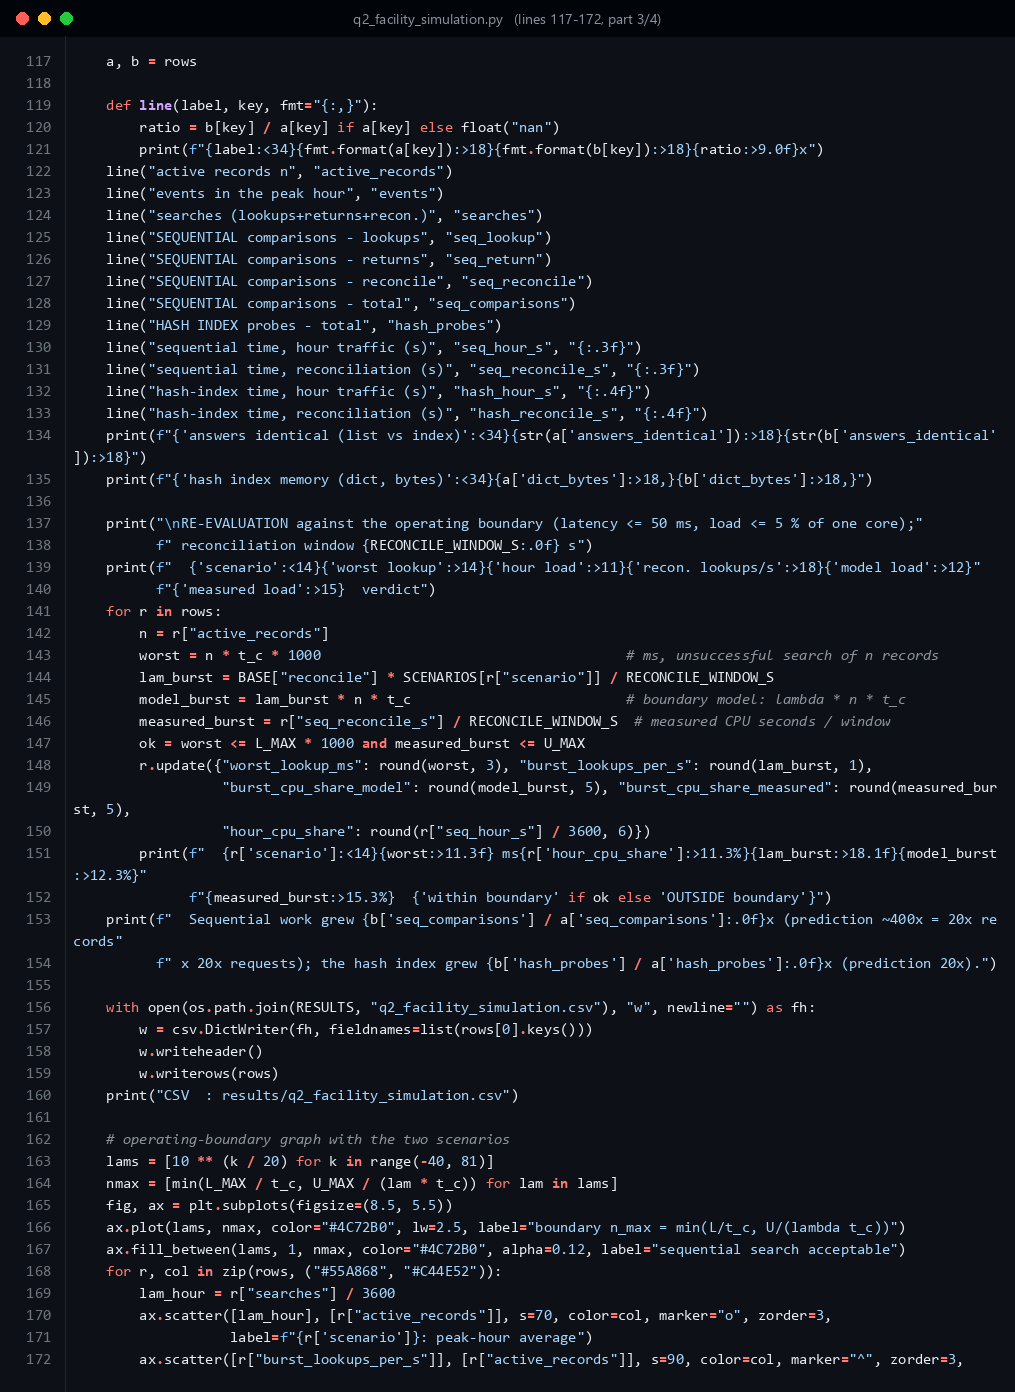 q2_facility_simulation.py (lines 117-172, part 3/4)
117     a, b = rows
118
119     def line(label, key, fmt="{:,}"):
120         ratio = b[key] / a[key] if a[key] else float("nan")
121         print(f"{label:<34}{fmt.format(a[key]):>18}{fmt.format(b[key]):>18}{ratio:>9.0f}x")
122     line("active records n", "active_records")
123     line("events in the peak hour", "events")
124     line("searches (lookups+returns+recon.)", "searches")
125     line("SEQUENTIAL comparisons - lookups", "seq_lookup")
126     line("SEQUENTIAL comparisons - returns", "seq_return")
127     line("SEQUENTIAL comparisons - reconcile", "seq_reconcile")
128     line("SEQUENTIAL comparisons - total", "seq_comparisons")
129     line("HASH INDEX probes - total", "hash_probes")
130     line("sequential time, hour traffic (s)", "seq_hour_s", "{:.3f}")
131     line("sequential time, reconciliation (s)", "seq_reconcile_s", "{:.3f}")
132     line("hash-index time, hour traffic (s)", "hash_hour_s", "{:.4f}")
133     line("hash-index time, reconciliation (s)", "hash_reconcile_s", "{:.4f}")
134     print(f"{'answers identical (list vs index)':<34}{str(a['answers_identical']):>18}{str(b['answers_identical'
]):>18}")
135     print(f"{'hash index memory (dict, bytes)':<34}{a['dict_bytes']:>18,}{b['dict_bytes']:>18,}")
136
137     print("\nRE-EVALUATION against the operating boundary (latency <= 50 ms, load <= 5 % of one core);"
138           f" reconciliation window {RECONCILE_WINDOW_S:.0f} s")
139     print(f"  {'scenario':<14}{'worst lookup':>14}{'hour load':>11}{'recon. lookups/s':>18}{'model load':>12}"
140           f"{'measured load':>15}  verdict")
141     for r in rows:
142         n = r["active_records"]
143         worst = n * t_c * 1000                                     # ms, unsuccessful search of n records
144         lam_burst = BASE["reconcile"] * SCENARIOS[r["scenario"]] / RECONCILE_WINDOW_S
145         model_burst = lam_burst * n * t_c                          # boundary model: lambda * n * t_c
146         measured_burst = r["seq_reconcile_s"] / RECONCILE_WINDOW_S  # measured CPU seconds / window
147         ok = worst <= L_MAX * 1000 and measured_burst <= U_MAX
148         r.update({"worst_lookup_ms": round(worst, 3), "burst_lookups_per_s": round(lam_burst, 1),
149                   "burst_cpu_share_model": round(model_burst, 5), "burst_cpu_share_measured": round(measured_bur
st, 5),
150                   "hour_cpu_share": round(r["seq_hour_s"] / 3600, 6)})
151         print(f"  {r['scenario']:<14}{worst:>11.3f} ms{r['hour_cpu_share']:>11.3%}{lam_burst:>18.1f}{model_burst
:>12.3%}"
152               f"{measured_burst:>15.3%}  {'within boundary' if ok else 'OUTSIDE boundary'}")
153     print(f"  Sequential work grew {b['seq_comparisons'] / a['seq_comparisons']:.0f}x (prediction ~400x = 20x re
cords"
154           f" x 20x requests); the hash index grew {b['hash_probes'] / a['hash_probes']:.0f}x (prediction 20x).")
155
156     with open(os.path.join(RESULTS, "q2_facility_simulation.csv"), "w", newline="") as fh:
157         w = csv.DictWriter(fh, fieldnames=list(rows[0].keys()))
158         w.writeheader()
159         w.writerows(rows)
160     print("CSV  : results/q2_facility_simulation.csv")
161
162     # operating-boundary graph with the two scenarios
163     lams = [10 ** (k / 20) for k in range(-40, 81)]
164     nmax = [min(L_MAX / t_c, U_MAX / (lam * t_c)) for lam in lams]
165     fig, ax = plt.subplots(figsize=(8.5, 5.5))
166     ax.plot(lams, nmax, color="#4C72B0", lw=2.5, label="boundary n_max = min(L/t_c, U/(lambda t_c))")
167     ax.fill_between(lams, 1, nmax, color="#4C72B0", alpha=0.12, label="sequential search acceptable")
168     for r, col in zip(rows, ("#55A868", "#C44E52")):
169         lam_hour = r["searches"] / 3600
170         ax.scatter([lam_hour], [r["active_records"]], s=70, color=col, marker="o", zorder=3,
171                    label=f"{r['scenario']}: peak-hour average")
172         ax.scatter([r["burst_lookups_per_s"]], [r["active_records"]], s=90, color=col, marker="^", zorder=3,